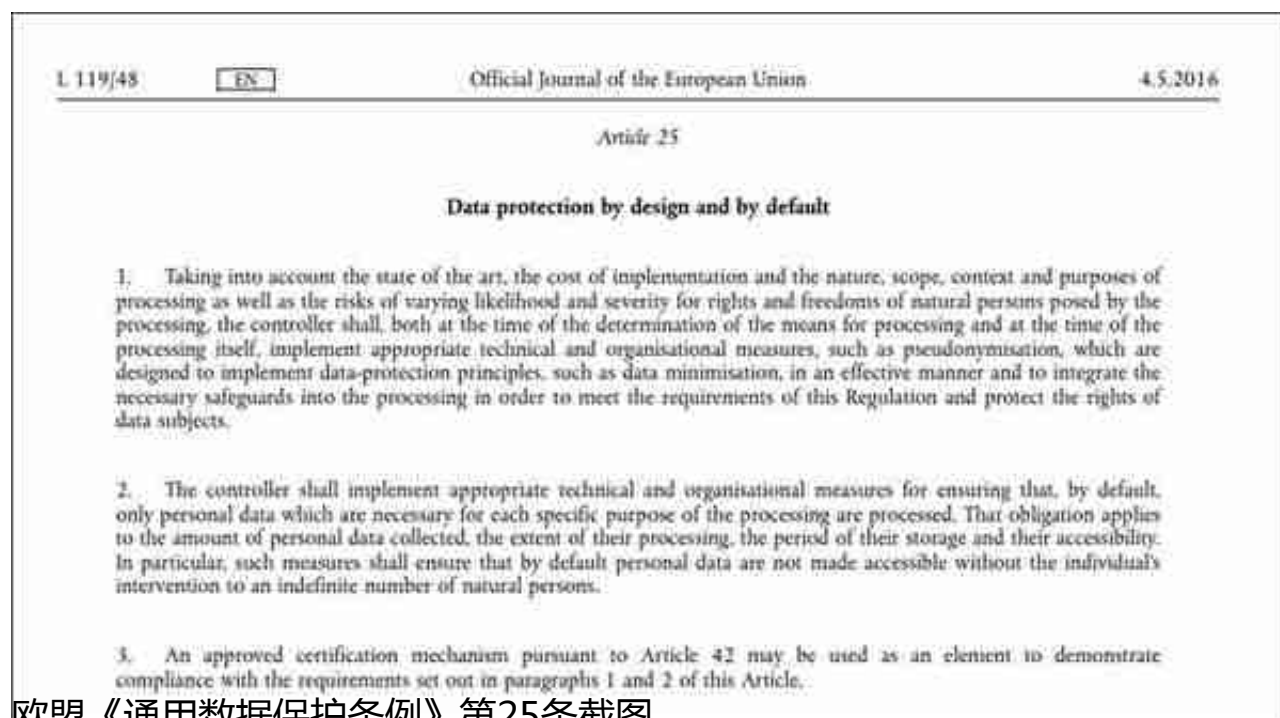 L 119/48 EN Official Journal of the European Union 4.5.2016
Article 25
Data protection by design and by default
1. Taking into account the state of the art, the cost of implementation and the nature, scope, context and purposes of
processing as well as the risks of varying likelihood and severity for rights and freedoms of natural persons posed by the
processing, the controller shall, both at the time of the determination of the means for processing and at the time of the
processing itself, implement appropriate technical and organisational measures, such as pseudonymisation, which are
designed to implement data-protection principles, such as data minimisation, in an effective manner and to integrate the
necessary safeguards into the processing in order to meet the requirements of this Regulation and protect the rights of
data subjects.
2. The controller shall implement appropriate technical and organisational measures for ensuring that, by default,
only personal data which are necessary for each specific purpose of the processing are processed. That obligation applies
to the amount of personal data collected, the extent of their processing, the period of their storage and their accessibility.
In particular, such measures shall ensure that by default personal data are not made accessible without the individual's
intervention to an indefinite number of natural persons.
3. An approved certification mechanism pursuant to Article 42 may be used as an element to demonstrate
compliance with the requirements set out in paragraphs 1 and 2 of this Article.
欧盟《通用数据保护条例》第25条截图